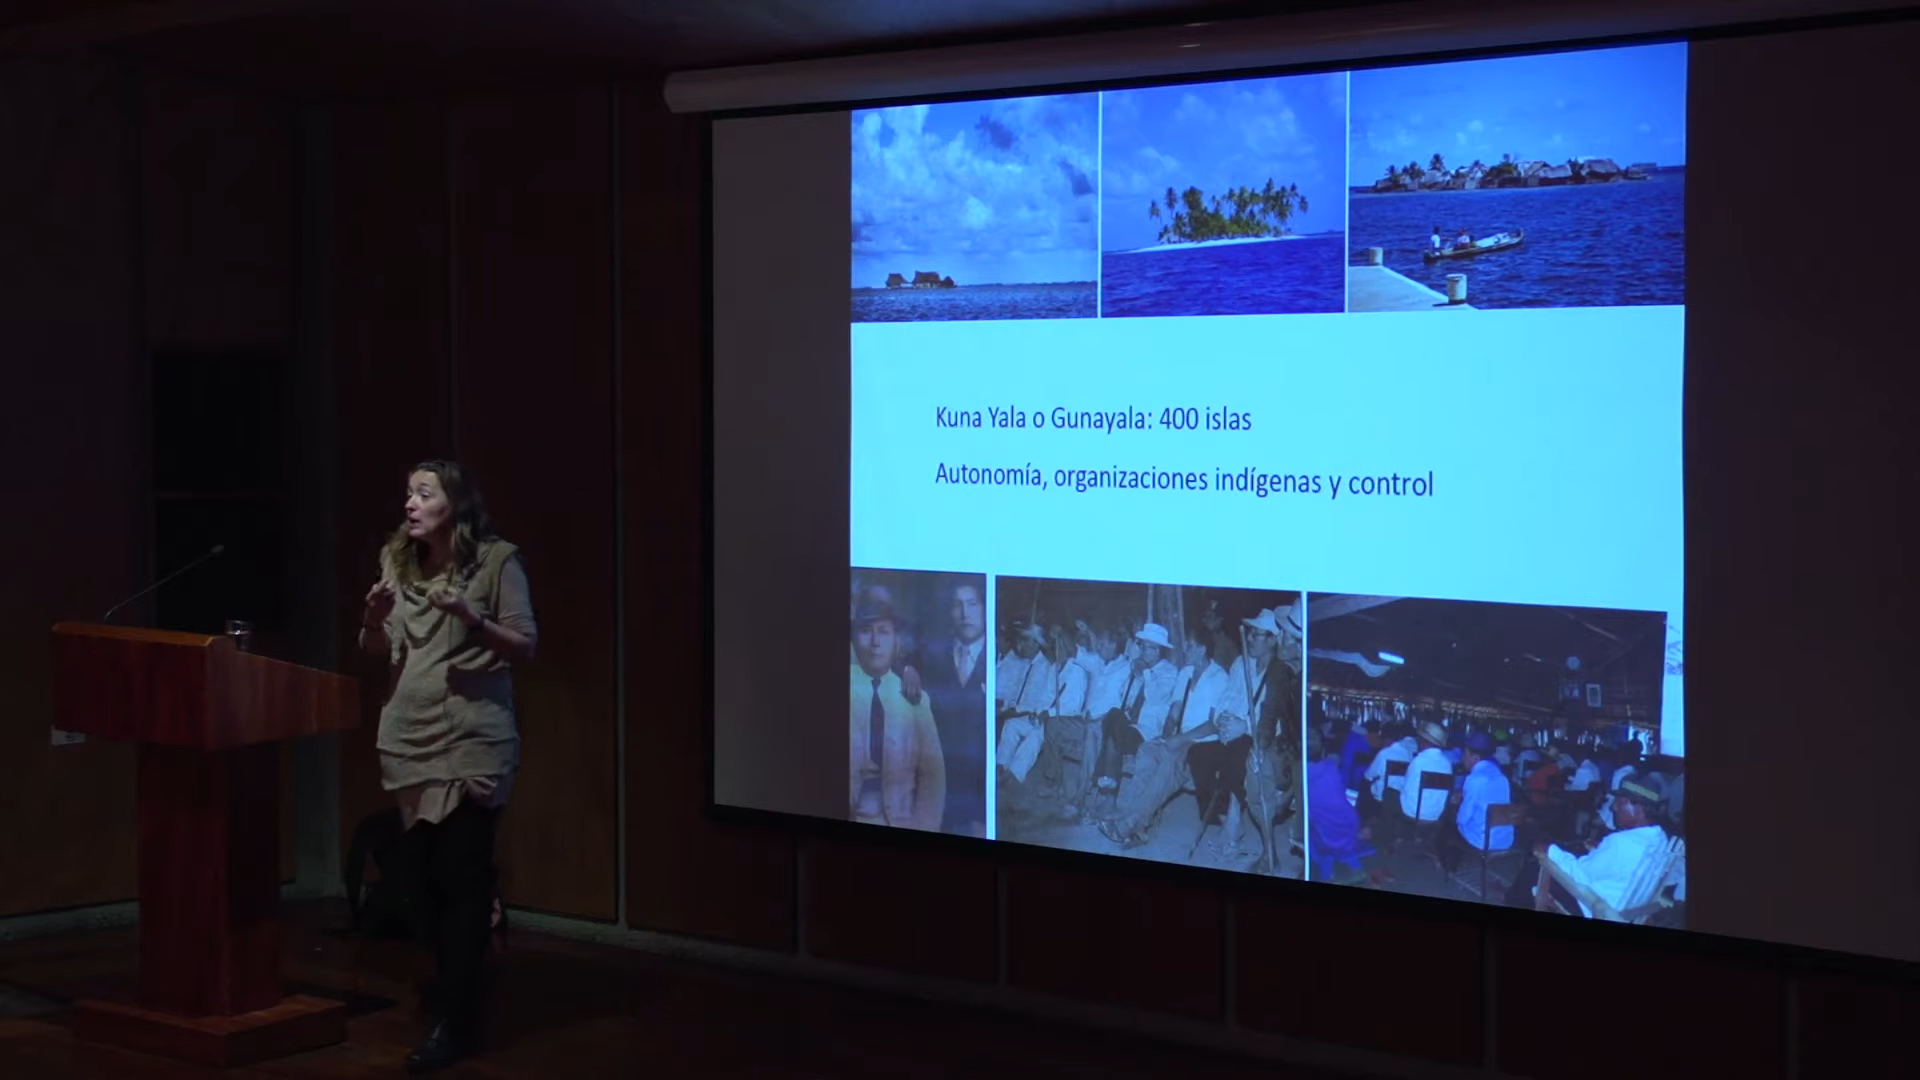 Kuna Yala o Gunayala: 400 islas
Autonomía, organizaciones indígenas y control